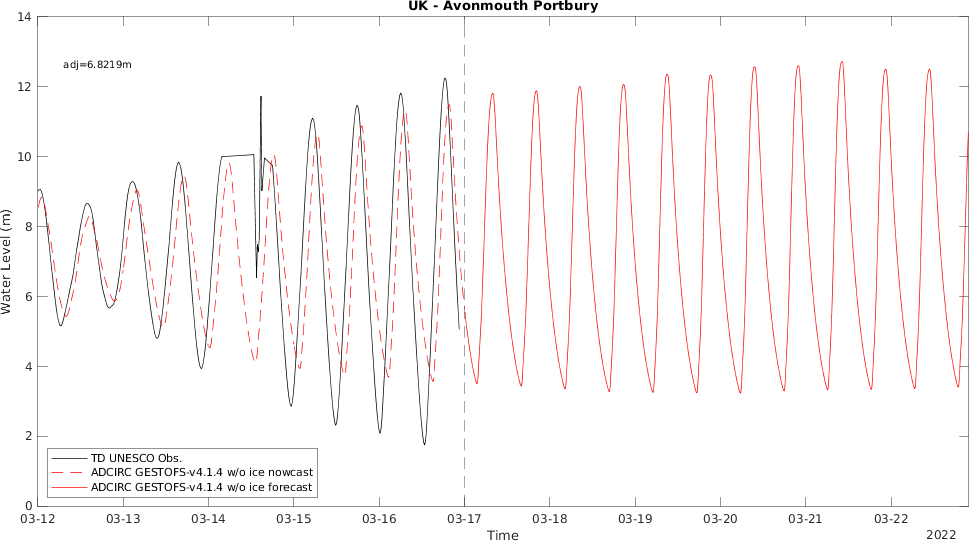 UK - Avonmouth Portbury
14
adj=6.8219m
12
10
8
6
4
2
0
Water Level (m)
TD UNESCO Obs.
ADCIRC GESTOFS-v4.1.4 w/o ice nowcast
ADCIRC GESTOFS-v4.1.4 w/o ice forecast
03-12 03-13 03-14 03-15 03-16 03-17 03-18 03-19 03-20 03-21 03-22
Time
2022